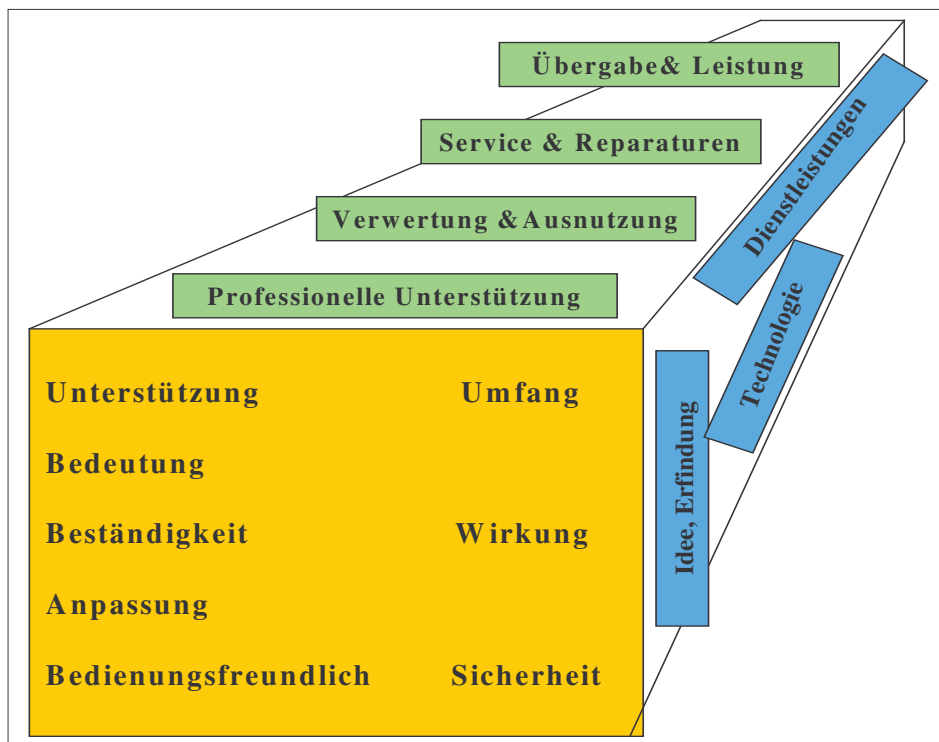 Übergabe& Leistung
Service & Reparaturen
Verwertung &Ausnutzung
Professionelle Unterstützung
Dienstleistungen
Technologie
Idee, Erfindung
Unterstützung Umfang
Bedeutung
Beständigkeit Wirkung
Anpassung
Bedienungsfreundlich Sicherheit